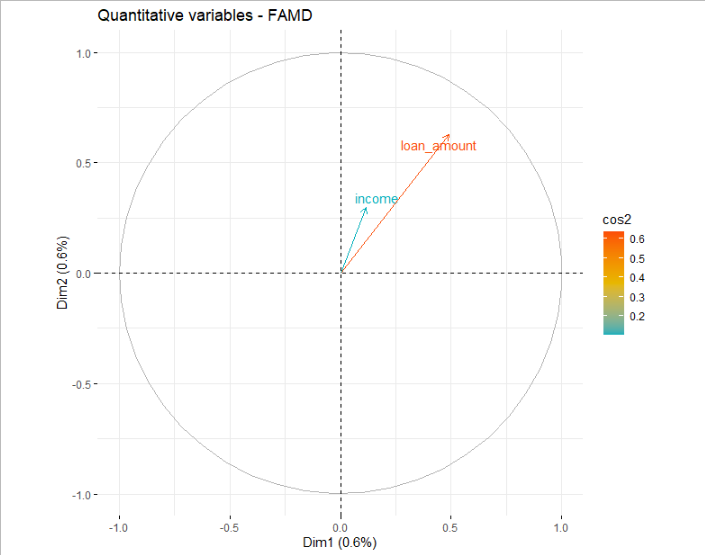 Quantitative variables - FAMD
1.0
0.5
0.0
-0.5
-1.0
Dim2 (0.6%)
loan_amount
income
-1.0
-0.5
0.0
0.5
1.0
Dim1 (0.6%)
cos2
0.6
0.5
0.4
0.3
0.2